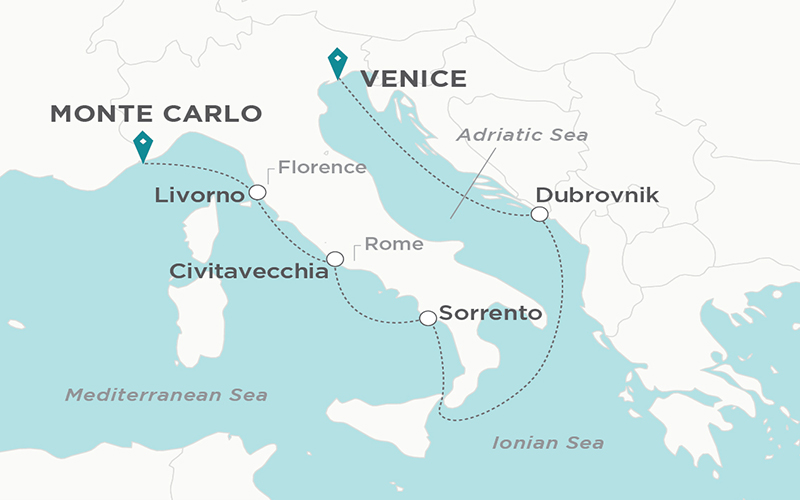 VENICE
MONTE CARLO
Adriatic Sea
Florence
Livorno
Dubrovnik
Rome
Civitavecchia
Sorrento
Mediterranean Sea
Ionian Sea